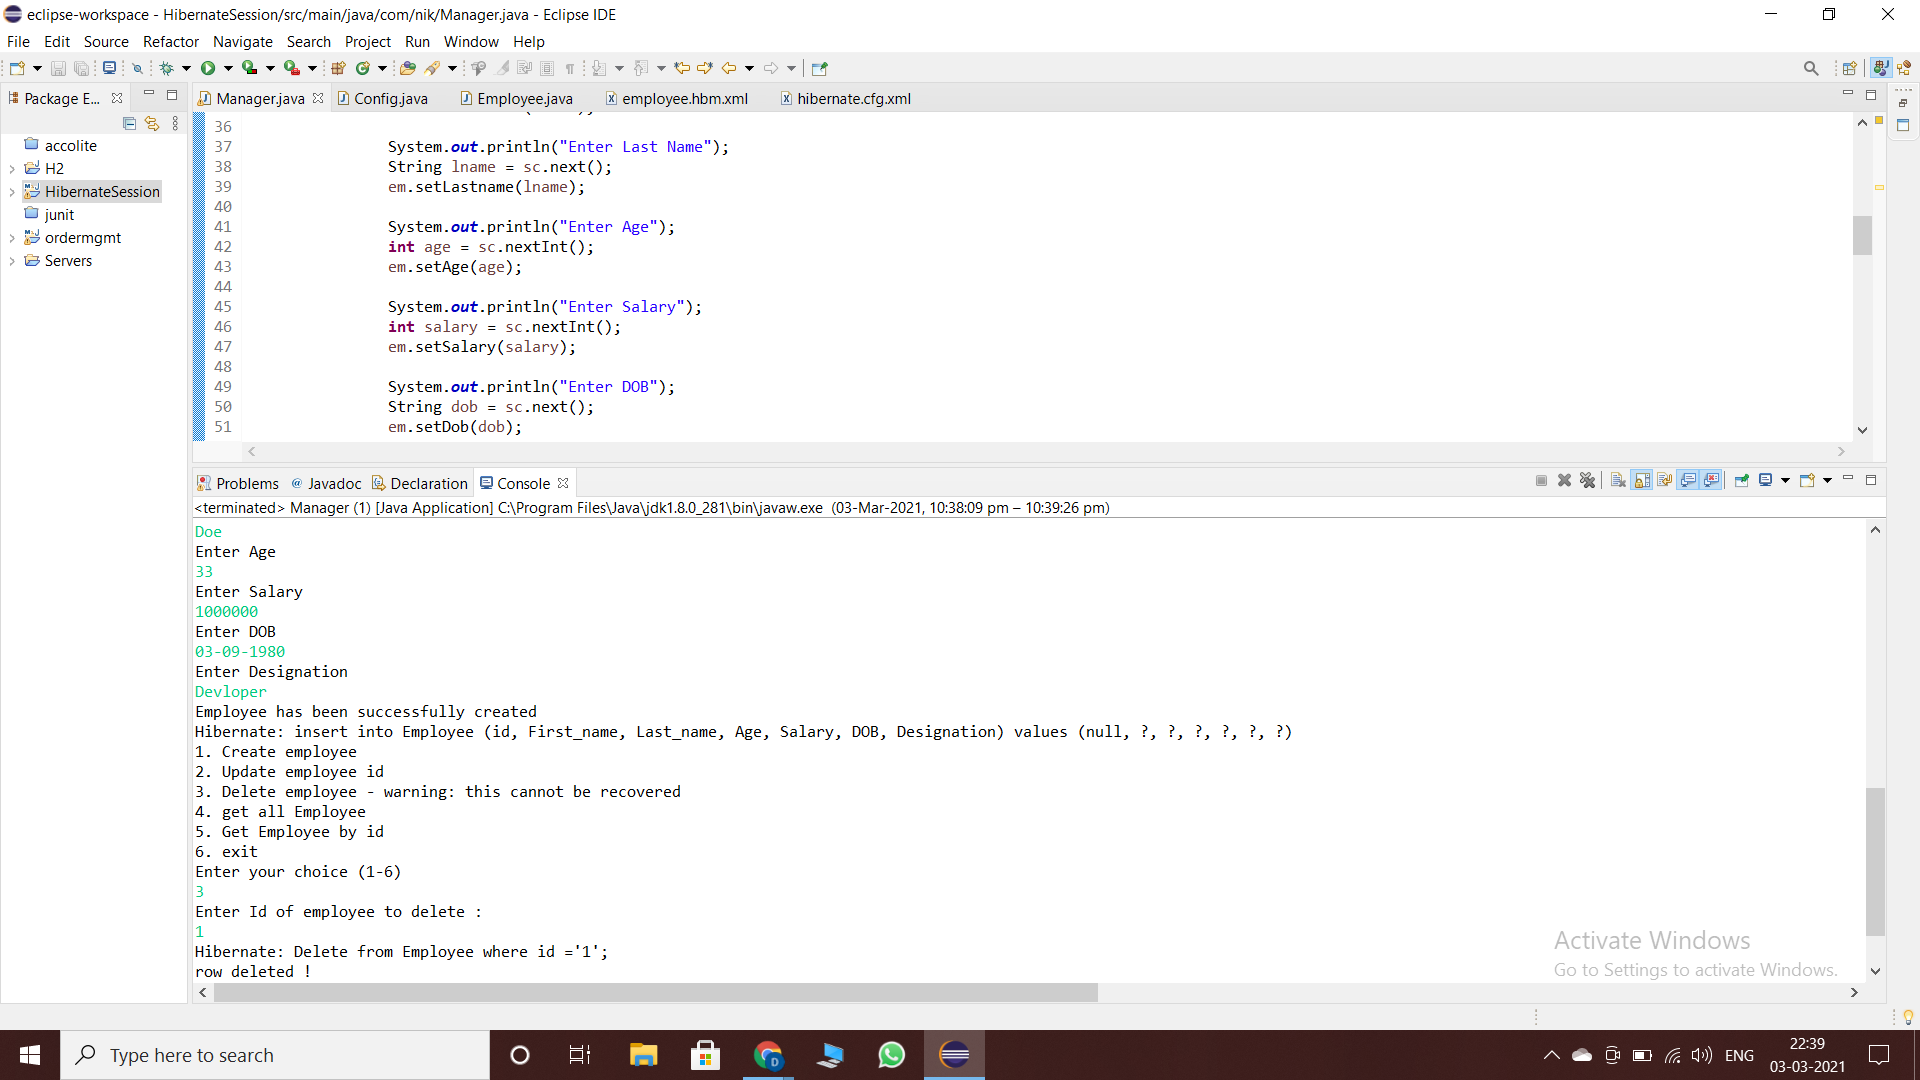 eclipse-workspace - HibernateSession/src/main/java/com/nik/Manager.java - Eclipse IDE
File Edit Source Refactor Navigate Search Project Run Window Help
Package E...
Manager.java Config.java Employee.java employee.hbm.xml hibernate.cfg.xml
accolite
H2
HibernateSession
junit
ordermgmt
Servers
36
37 System.out.println("Enter Last Name");
38 String lname = sc.next();
39 em.setLastname(lname);
40
41 System.out.println("Enter Age");
42 int age = sc.nextInt();
43 em.setAge(age);
44
45 System.out.println("Enter Salary");
46 int salary = sc.nextInt();
47 em.setSalary(salary);
48
49 System.out.println("Enter DOB");
50 String dob = sc.next();
51 em.setDob(dob);
Problems @ Javadoc Declaration Console
<terminated> Manager (1) [Java Application] C:\Program Files\Java\jdk1.8.0_281\bin\javaw.exe (03-Mar-2021, 10:38:09 pm – 10:39:26 pm)
Doe
Enter Age
33
Enter Salary
1000000
Enter DOB
03-09-1980
Enter Designation
Devloper
Employee has been successfully created
Hibernate: insert into Employee (id, First_name, Last_name, Age, Salary, DOB, Designation) values (null, ?, ?, ?, ?, ?, ?)
1. Create employee
2. Update employee id
3. Delete employee - warning: this cannot be recovered
4. get all Employee
5. Get Employee by id
6. exit
Enter your choice (1-6)
3
Enter Id of employee to delete :
1
Hibernate: Delete from Employee where id ='1';
row deleted !
Activate Windows
Go to Settings to activate Windows.
Type here to search
ENG
22:39
03-03-2021